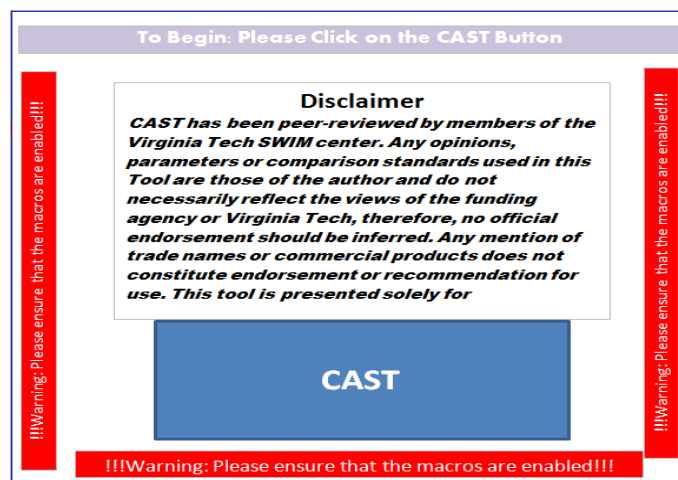 To Begin: Please Click on the CAST Button
!!!Warning: Please ensure that the macros are enabled!!!
Disclaimer
CAST has been peer-reviewed by members of the
Virginia Tech SWIM center. Any opinions,
parameters or comparison standards used in this
Tool are those of the author and do not
necessarily reflect the views of the funding
agency or Virginia Tech, therefore, no official
endorsement should be inferred. Any mention of
trade names or commercial products does not
constitute endorsement or recommendation for
use. This tool is presented solely for
!!!Warning: Please ensure that the macros are enabled!!!
CAST
!!!Warning: Please ensure that the macros are enabled!!!